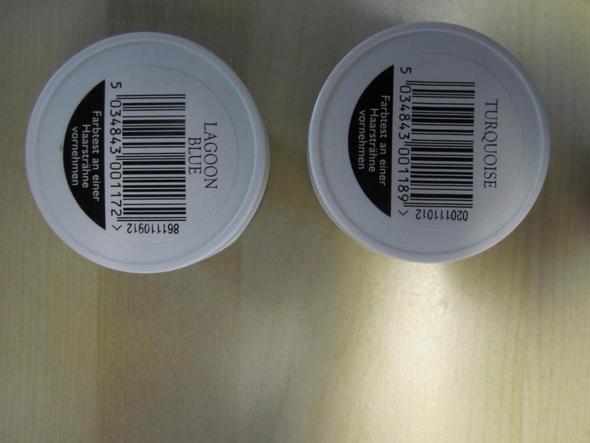 LAGOON
BLUE
861110912
5 034843 001172 >
Farbtest an einer
Haarsträhne
vornehmen
TURQUOISE
020111012
5 034843 001189 >
Farbtest an einer
Haarsträhne
vornehmen